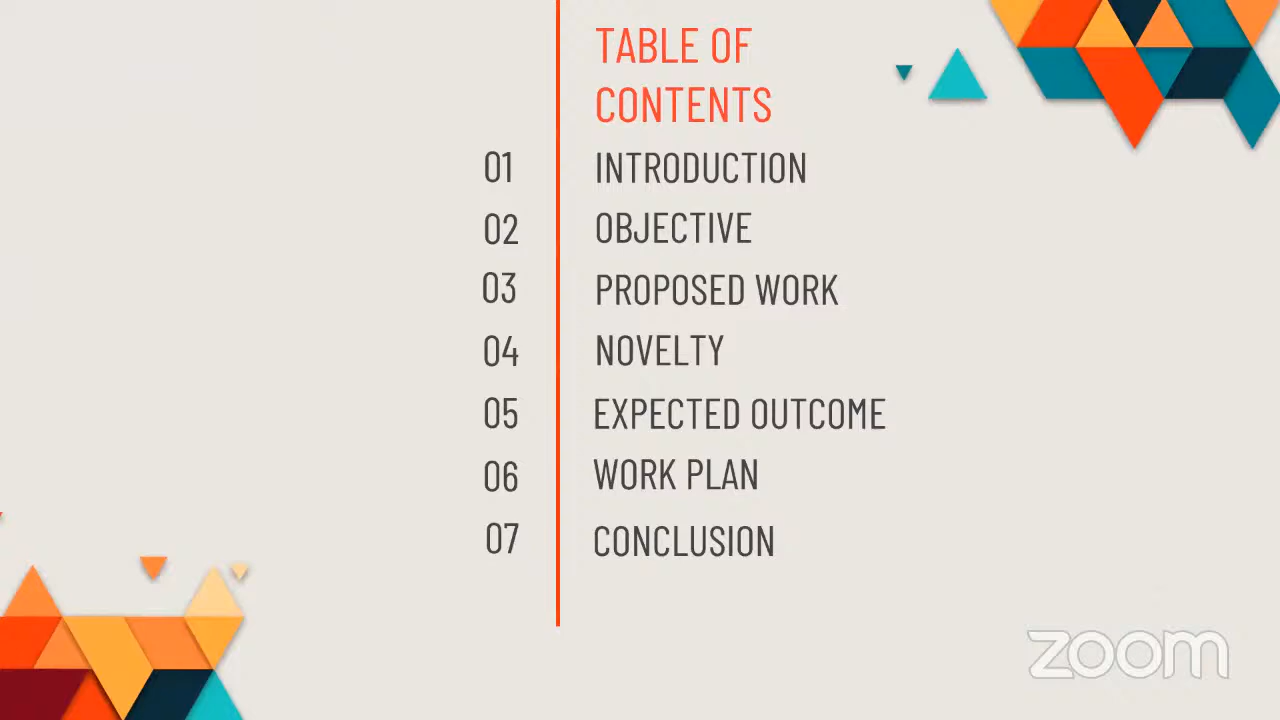 TABLE OF
CONTENTS
01 INTRODUCTION
02 OBJECTIVE
03 PROPOSED WORK
04 NOVELTY
05 EXPECTED OUTCOME
06 WORK PLAN
07 CONCLUSION
zoom